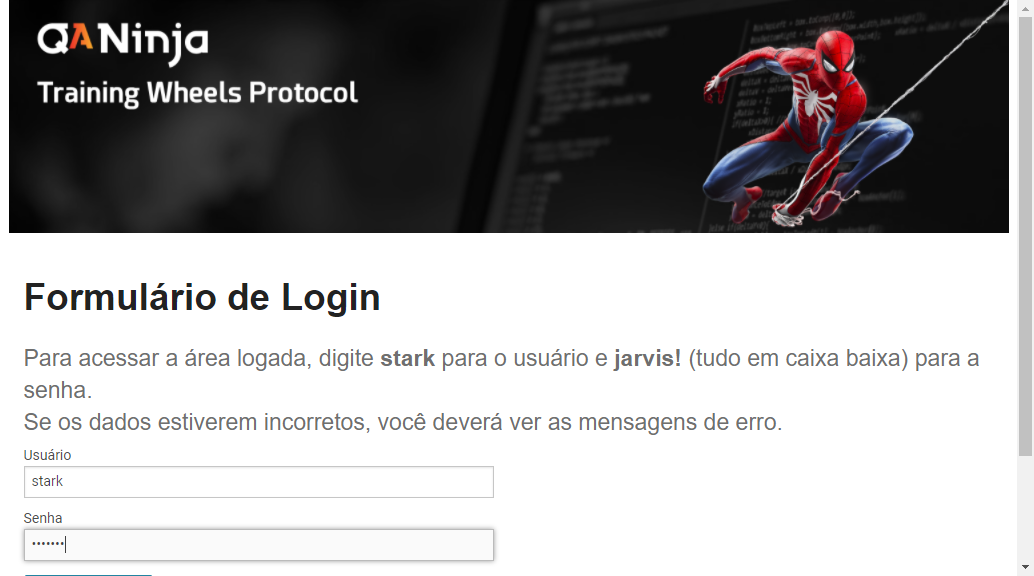 QANinja
Training Wheels Protocol
Formulário de Login
Para acessar a área logada, digite stark para o usuário e jarvis! (tudo em caixa baixa) para a
senha.
Se os dados estiverem incorretos, você deverá ver as mensagens de erro.
Usuário
stark
Senha
•••••••